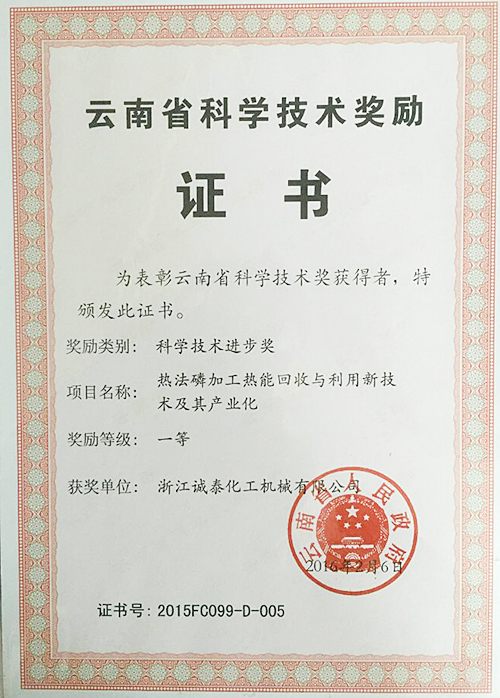 云南省科学技术奖励
证书
为表彰云南省科学技术奖获得者，特
颁发此证书。
奖励类别： 科学技术进步奖
项目名称： 热法磷加工热能回收与利用新技
术及其产业化
奖励等级： 一等
获奖单位： 浙江诚泰化工机械有限公司
云南省人民政府
2016年2月6日
证书号：2015FC099-D-005